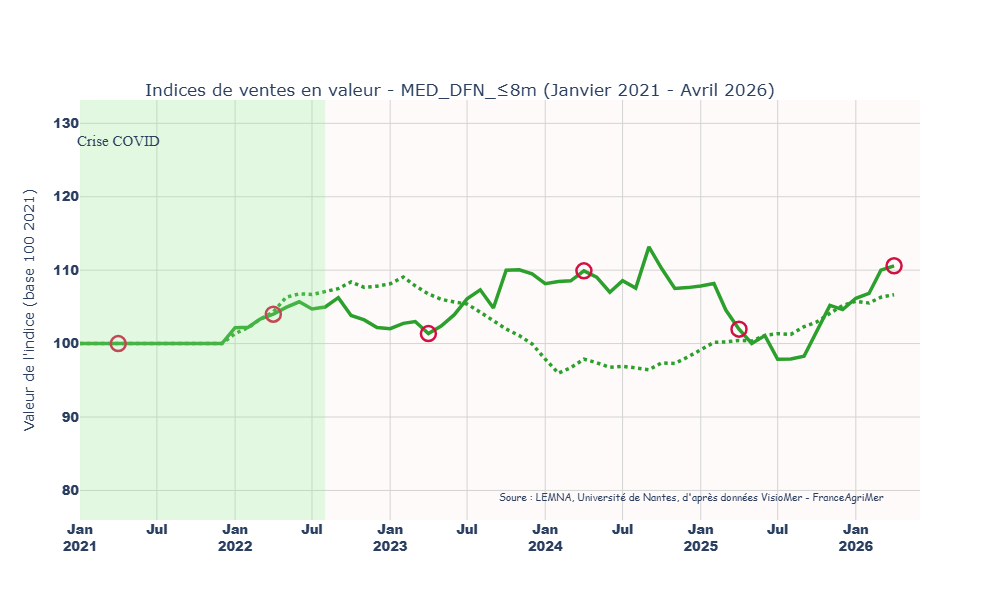 Indices de ventes en valeur - MED_DFN_≤8m (Janvier 2021 - Avril 2026)
Valeur de l'indice (base 100 2021)
130
120
110
100
90
80
Crise COVID
Soure : LEMNA, Université de Nantes, d'après données VisioMer - FranceAgriMer
Jan Jul Jan Jul Jan Jul Jan Jul Jan Jul Jan
2021 2022 2023 2024 2025 2026